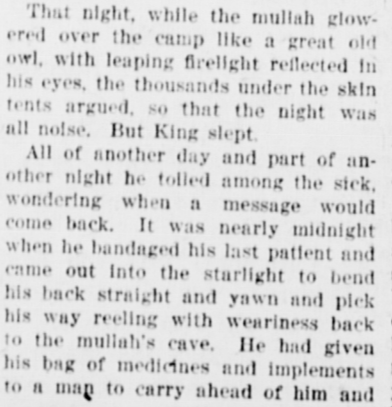 That night, while the mullah glow-
ered over the camp like a great old
owl, with leaping firelight reflected in
his eyes, the thousands under the skin
tents argued, so that the night was
all noise. But King slept.
All of another day and part of an-
other night he toiled among the sick,
wondering when a message would
come back. It was nearly midnight
when he bandaged his last patient and
came out into the starlight to bend
his back straight and yawn and pick
his way reeling with weariness back
to the mullah's cave. He had given
his bag of medicines and implements
to a man to carry ahead of him and